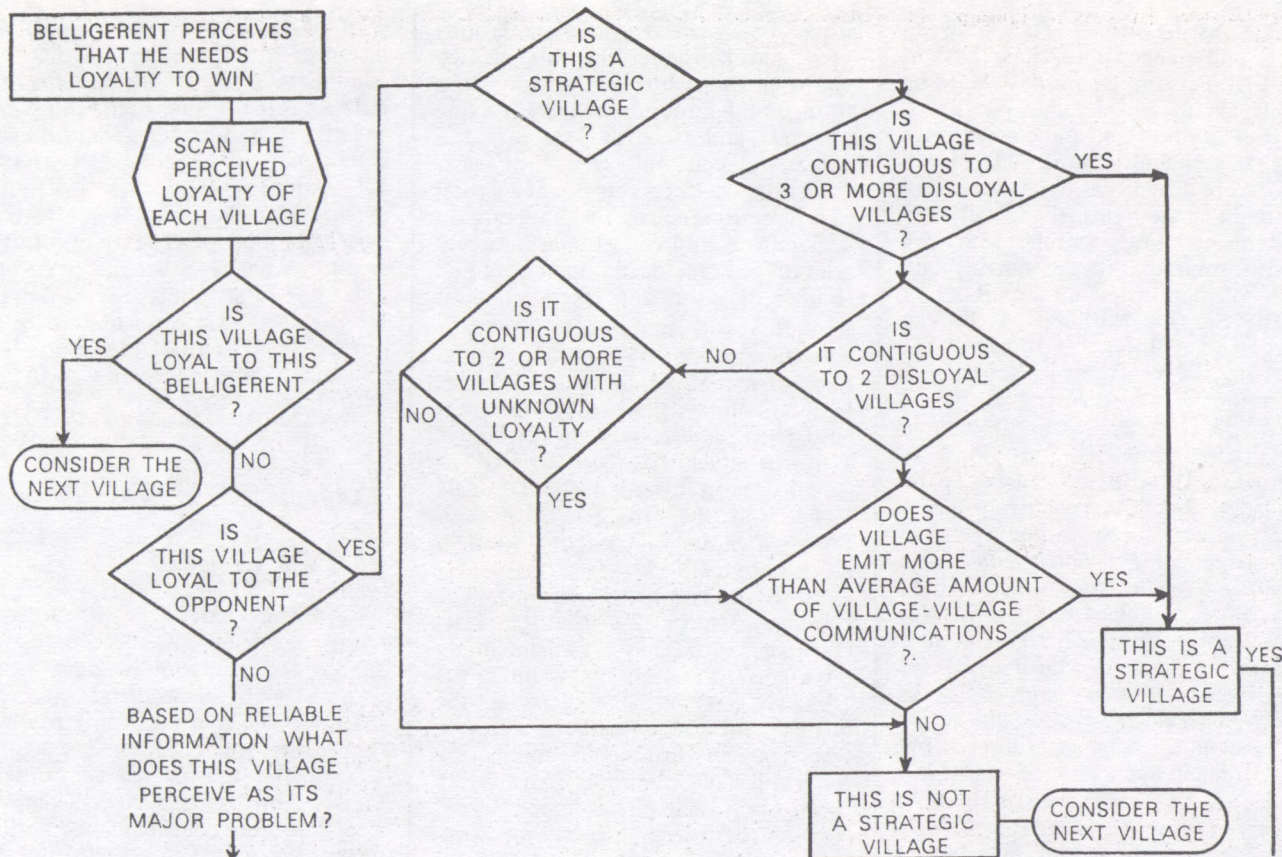 BELLIGERENT PERCEIVES
THAT HE NEEDS
LOYALTY TO WIN
SCAN THE
PERCEIVED
LOYALTY OF
EACH VILLAGE
IS
THIS VILLAGE
LOYAL TO THIS
BELLIGERENT
?
YES
CONSIDER THE
NEXT VILLAGE
NO
IS
THIS VILLAGE
LOYAL TO THE
OPPONENT
?
YES
NO
BASED ON RELIABLE
INFORMATION WHAT
DOES THIS VILLAGE
PERCEIVE AS ITS
MAJOR PROBLEM?
IS
THIS A
STRATEGIC
VILLAGE
?
IS
THIS VILLAGE
CONTIGUOUS TO
3 OR MORE DISLOYAL
VILLAGES
?
YES
IS
IT CONTIGUOUS
TO 2 DISLOYAL
VILLAGES
?
NO
IS IT
CONTIGUOUS
TO 2 OR MORE
VILLAGES WITH
UNKNOWN
LOYALTY
?
NO
YES
DOES
VILLAGE
EMIT MORE
THAN AVERAGE AMOUNT
OF VILLAGE-VILLAGE
COMMUNICATIONS
?
YES
NO
THIS IS A
STRATEGIC
VILLAGE
YES
THIS IS NOT
A STRATEGIC
VILLAGE
CONSIDER THE
NEXT VILLAGE